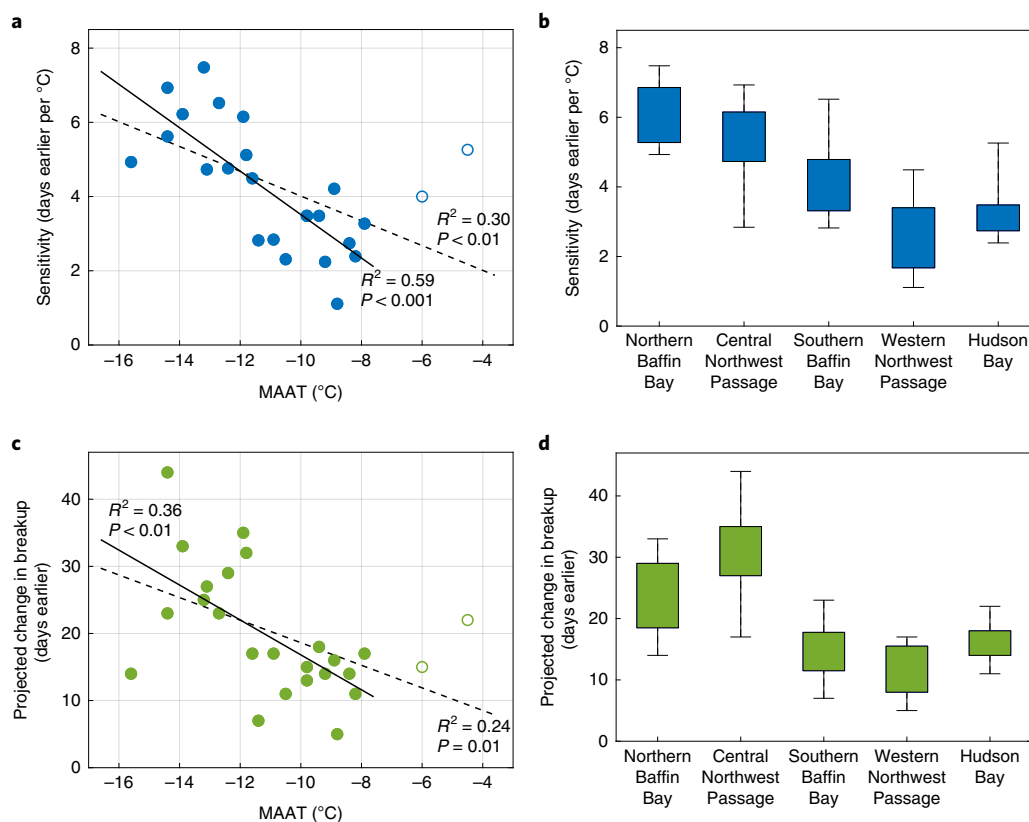 a
Sensitivity (days earlier per °C)
8
6
4
2
0
−16
−14
−12
−10
−8
−6
−4
MAAT (°C)
R² = 0.30
P < 0.01
R² = 0.59
P < 0.001
b
Sensitivity (days earlier per °C)
8
6
4
2
0
Northern
Baffin
Bay
Central
Northwest
Passage
Southern
Baffin
Bay
Western
Northwest
Passage
Hudson
Bay
c
Projected change in breakup
(days earlier)
40
30
20
10
0
−16
−14
−12
−10
−8
−6
−4
MAAT (°C)
R² = 0.36
P < 0.01
R² = 0.24
P = 0.01
d
Projected change in breakup
(days earlier)
40
30
20
10
0
Northern
Baffin
Bay
Central
Northwest
Passage
Southern
Baffin
Bay
Western
Northwest
Passage
Hudson
Bay